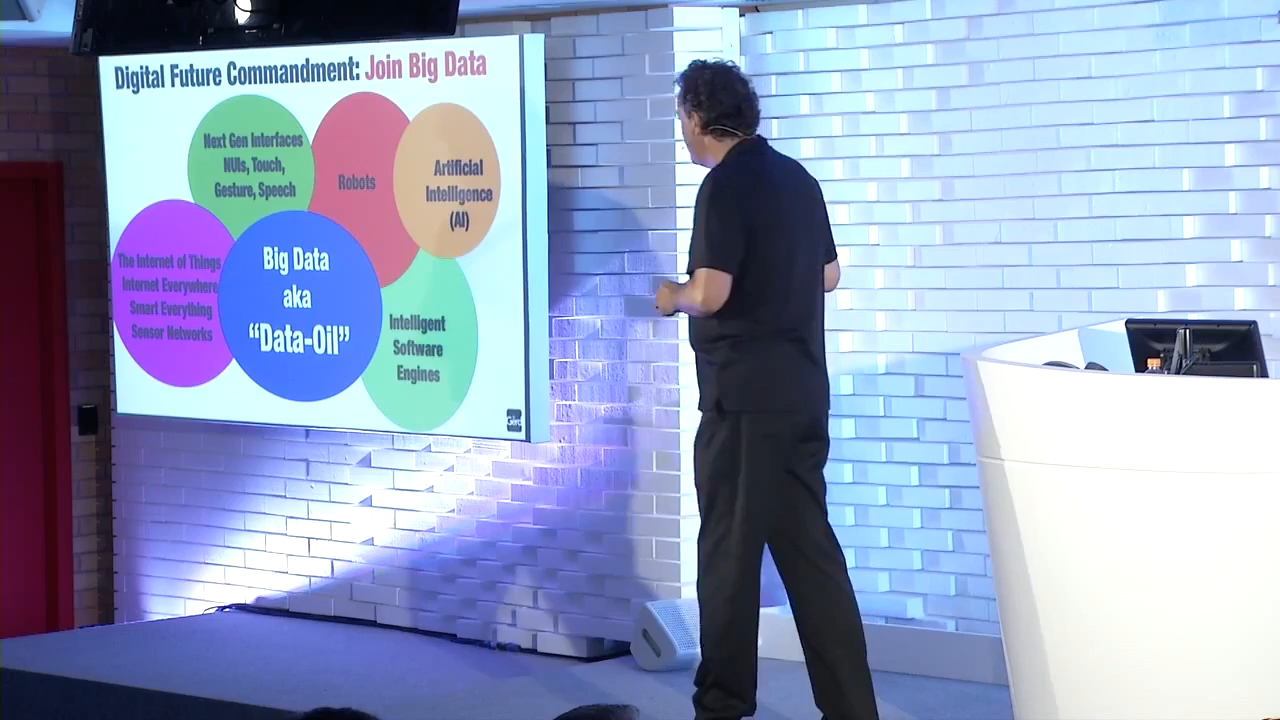 Digital Future Commandment: Join Big Data
Next Gen Interfaces
NUIs, Touch,
Gesture, Speech
Robots
Artificial
Intelligence
(AI)
The Internet of Things
Internet Everywhere
Smart Everything
Sensor Networks
Big Data
aka
“Data-Oil”
Intelligent
Software
Engines
Gerd